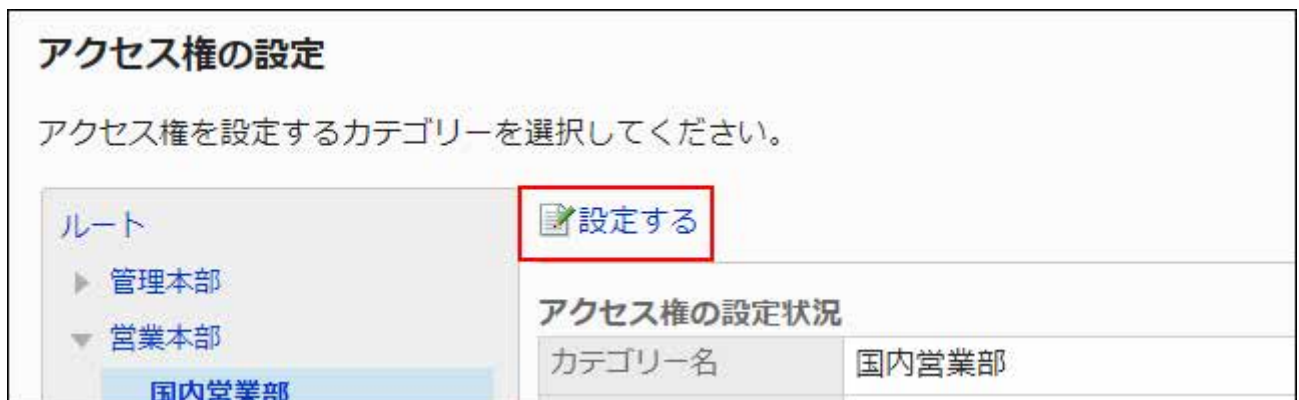 アクセス権の設定
アクセス権を設定するカテゴリーを選択してください。
ルート
管理本部
営業本部
国内営業部
設定する
アクセス権の設定状況
カテゴリー名 国内営業部